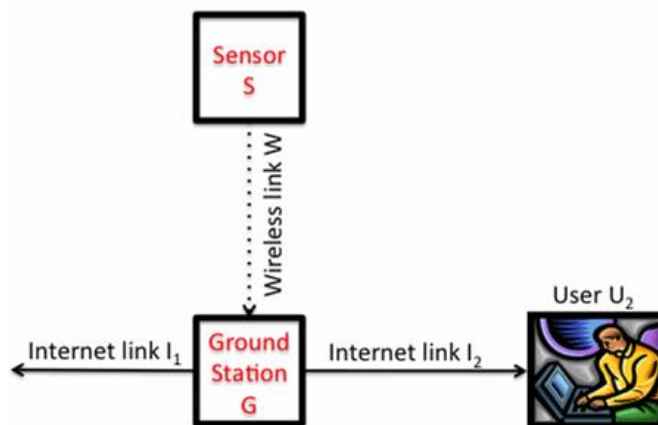 Sensor
S
Wireless link W
User U₂
Internet link I₁
Ground
Station
G
Internet link I₂